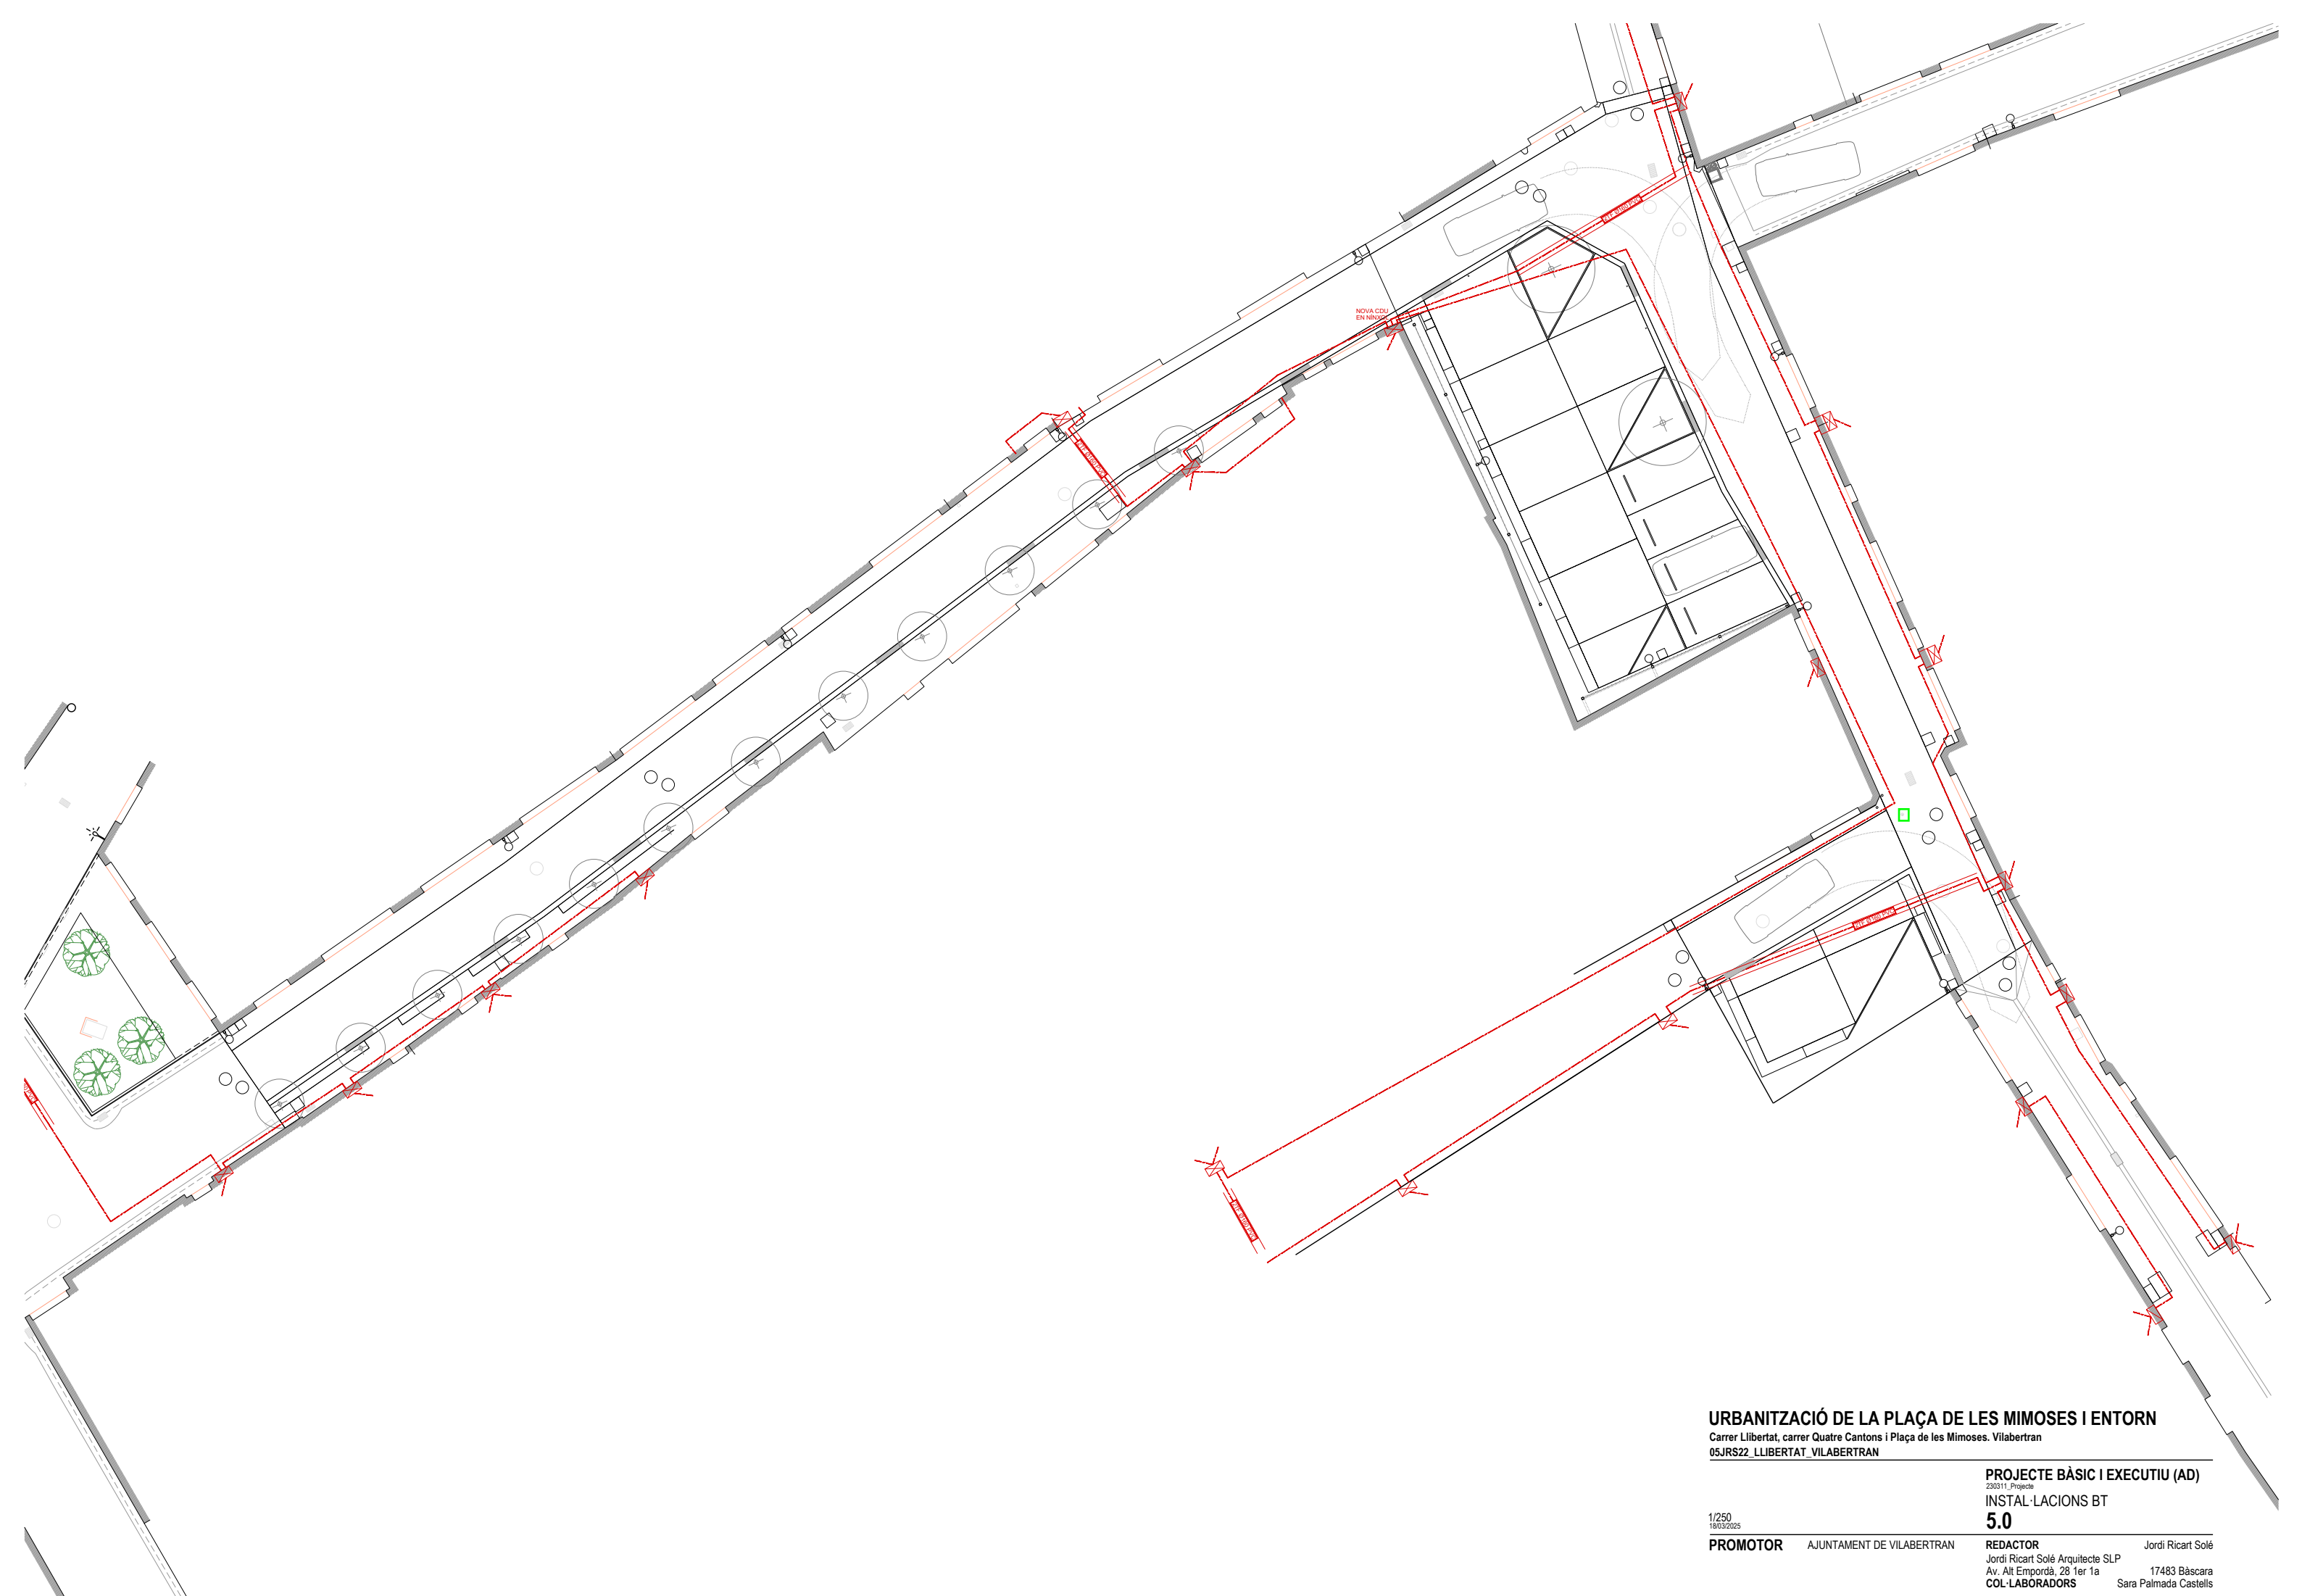 NOVA CDU
EN NÍNXOL
URBANITZACIÓ DE LA PLAÇA DE LES MIMOSES I ENTORN
Carrer Llibertat, carrer Quatre Cantons i Plaça de les Mimoses. Vilabertran
05JRS22_LLIBERTAT_VILABERTRAN
PROJECTE BÀSIC I EXECUTIU (AD)
230311_Projecte
INSTAL·LACIONS BT
1/250
18/03/2025
5.0
PROMOTOR AJUNTAMENT DE VILABERTRAN
REDACTOR Jordi Ricart Solé
Jordi Ricart Solé Arquitecte SLP
Av. Alt Empordà, 28 1er 1a 17483 Bàscara
COL·LABORADORS Sara Palmada Castells